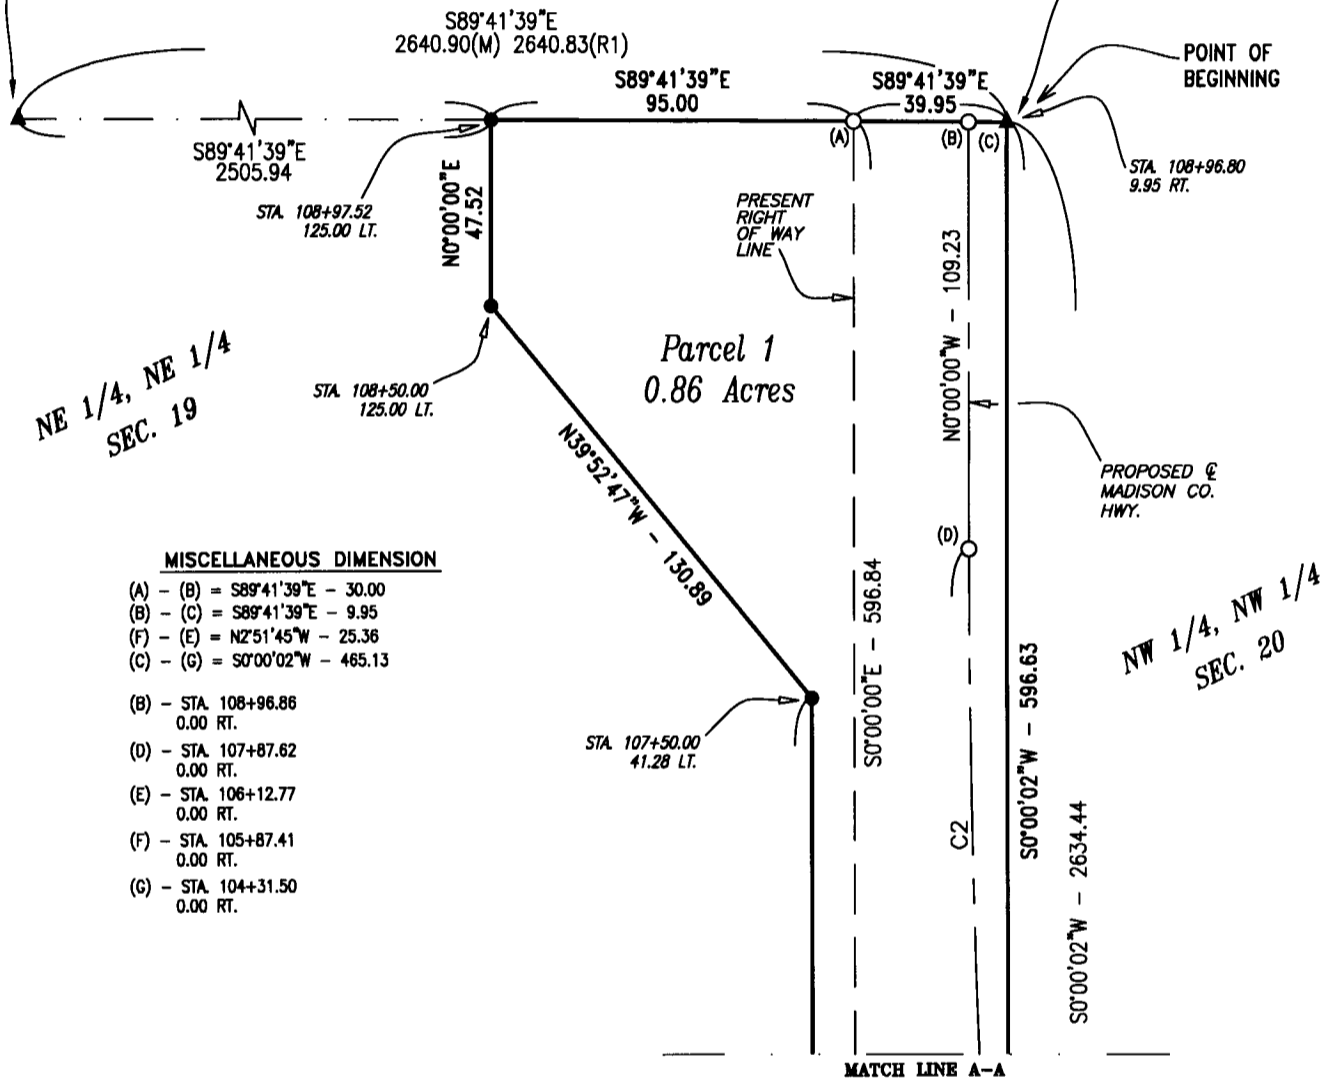 S89°41'39"E
2640.90(M) 2640.83(R1)
POINT OF
BEGINNING
S89°41'39"E
95.00
S89°41'39"E
39.95
(A)
(B)
(C)
S89°41'39"E
2505.94
STA. 108+96.80
9.95 RT.
STA. 108+97.52
125.00 LT.
N0°00'00"E
47.52
PRESENT
RIGHT
OF WAY
LINE
N0°00'00"W - 109.23
Parcel 1
0.86 Acres
NE 1/4, NE 1/4
SEC. 19
STA. 108+50.00
125.00 LT.
N39°52'47"W - 130.89
PROPOSED ℄
MADISON CO.
HWY.
(D)
NW 1/4, NW 1/4
SEC. 20
MISCELLANEOUS DIMENSION
(A) - (B) = S89°41'39"E - 30.00
(B) - (C) = S89°41'39"E - 9.95
(F) - (E) = N2°51'45"W - 25.36
(C) - (G) = S0°00'02"W - 465.13
(B) - STA. 108+96.86
0.00 RT.
(D) - STA. 107+87.62
0.00 RT.
(E) - STA. 106+12.77
0.00 RT.
(F) - STA. 105+87.41
0.00 RT.
(G) - STA. 104+31.50
0.00 RT.
STA. 107+50.00
41.28 LT.
S0°00'00"E - 596.84
S0°00'02"W - 596.63
C2
S0°00'02"W - 2634.44
MATCH LINE A-A